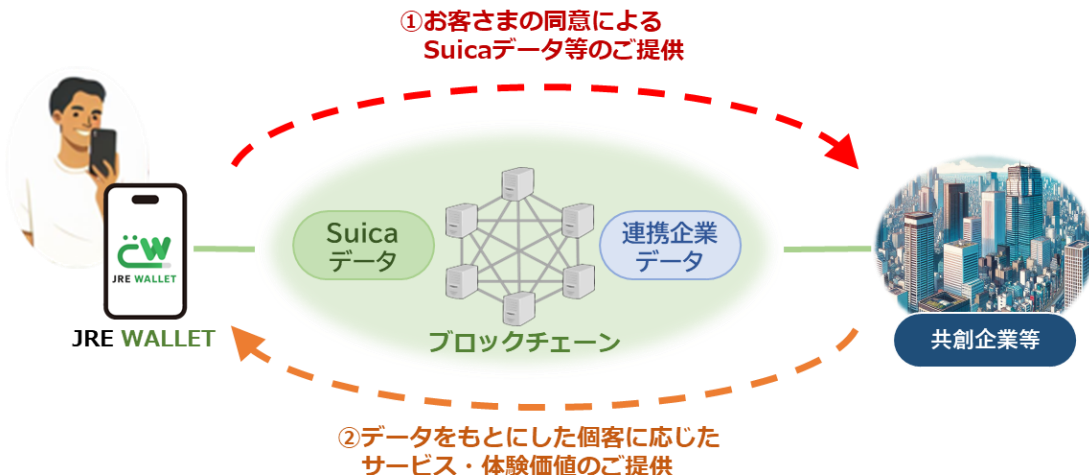 ①お客さまの同意による
Suicaデータ等のご提供
Suica
データ
連携企業
データ
JRE WALLET
JRE WALLET
ブロックチェーン
共創企業等
②データをもとにした個客に応じた
サービス・体験価値のご提供